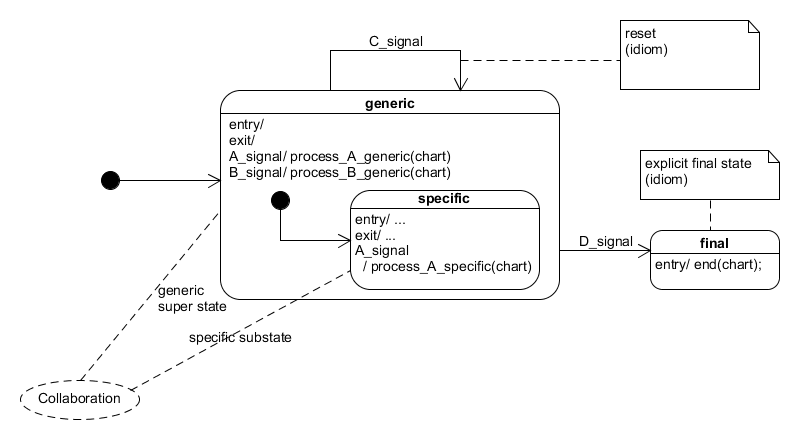 C_signal
reset
(idiom)
generic
entry/
exit/
A_signal/ process_A_generic(chart)
B_signal/ process_B_generic(chart)
explicit final state
(idiom)
specific
entry/ ...
exit/ ...
A_signal
/ process_A_specific(chart)
D_signal
final
entry/ end(chart);
generic
super state
specific substate
Collaboration